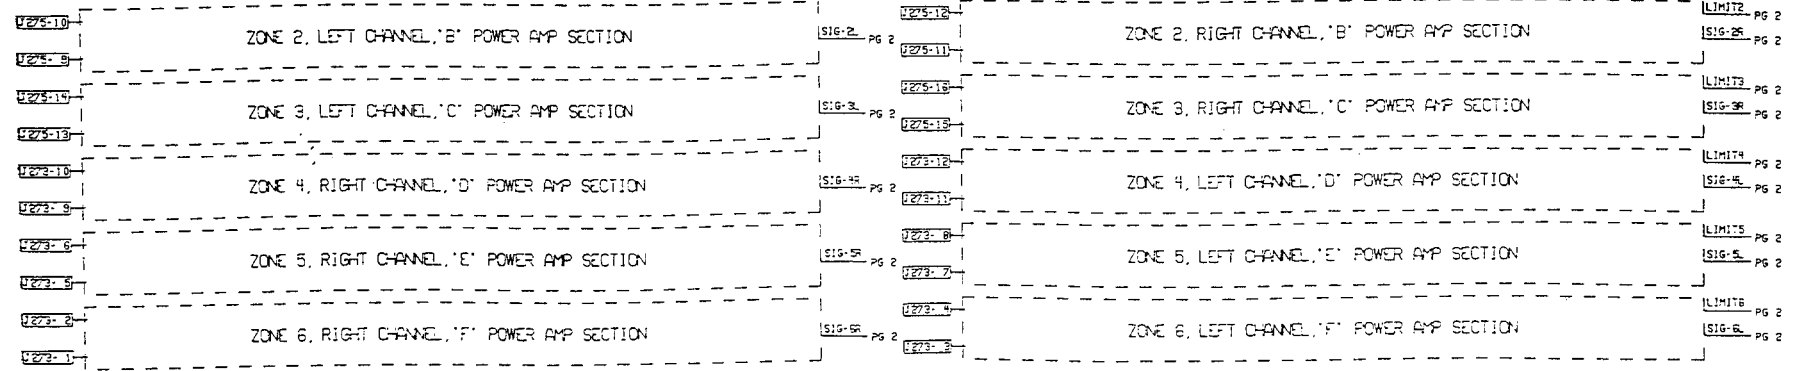 J275-10
ZONE 2, LEFT CHANNEL, "B" POWER AMP SECTION
SIG-2L PG 2
J275- 9
J275-14
ZONE 3, LEFT CHANNEL, "C" POWER AMP SECTION
SIG-3L PG 2
J275-13
J273-10
ZONE 4, RIGHT CHANNEL, "D" POWER AMP SECTION
SIG-4R PG 2
J273- 9
J273- 6
ZONE 5, RIGHT CHANNEL, "E" POWER AMP SECTION
SIG-5R PG 2
J273- 5
J273- 2
ZONE 6, RIGHT CHANNEL, "F" POWER AMP SECTION
PG 2
J273- 1
J275-12
LIMIT2 PG 2
ZONE 2, RIGHT CHANNEL, "B" POWER AMP SECTION
SIG-2R PG 2
J275-11
J275-16
LIMIT3 PG 2
ZONE 3, RIGHT CHANNEL, "C" POWER AMP SECTION
SIG-3R PG 2
J275-15
J273-12
LIMIT4 PG 2
ZONE 4, LEFT CHANNEL, "D" POWER AMP SECTION
SIG-4L PG 2
J273-11
J273- 8
LIMIT5 PG 2
ZONE 5, LEFT CHANNEL, "E" POWER AMP SECTION
SIG-5L PG 2
J273- 7
J273- 4
LIMIT6 PG 2
ZONE 6, LEFT CHANNEL, "F" POWER AMP SECTION
SIG-6L PG 2
J273- 3